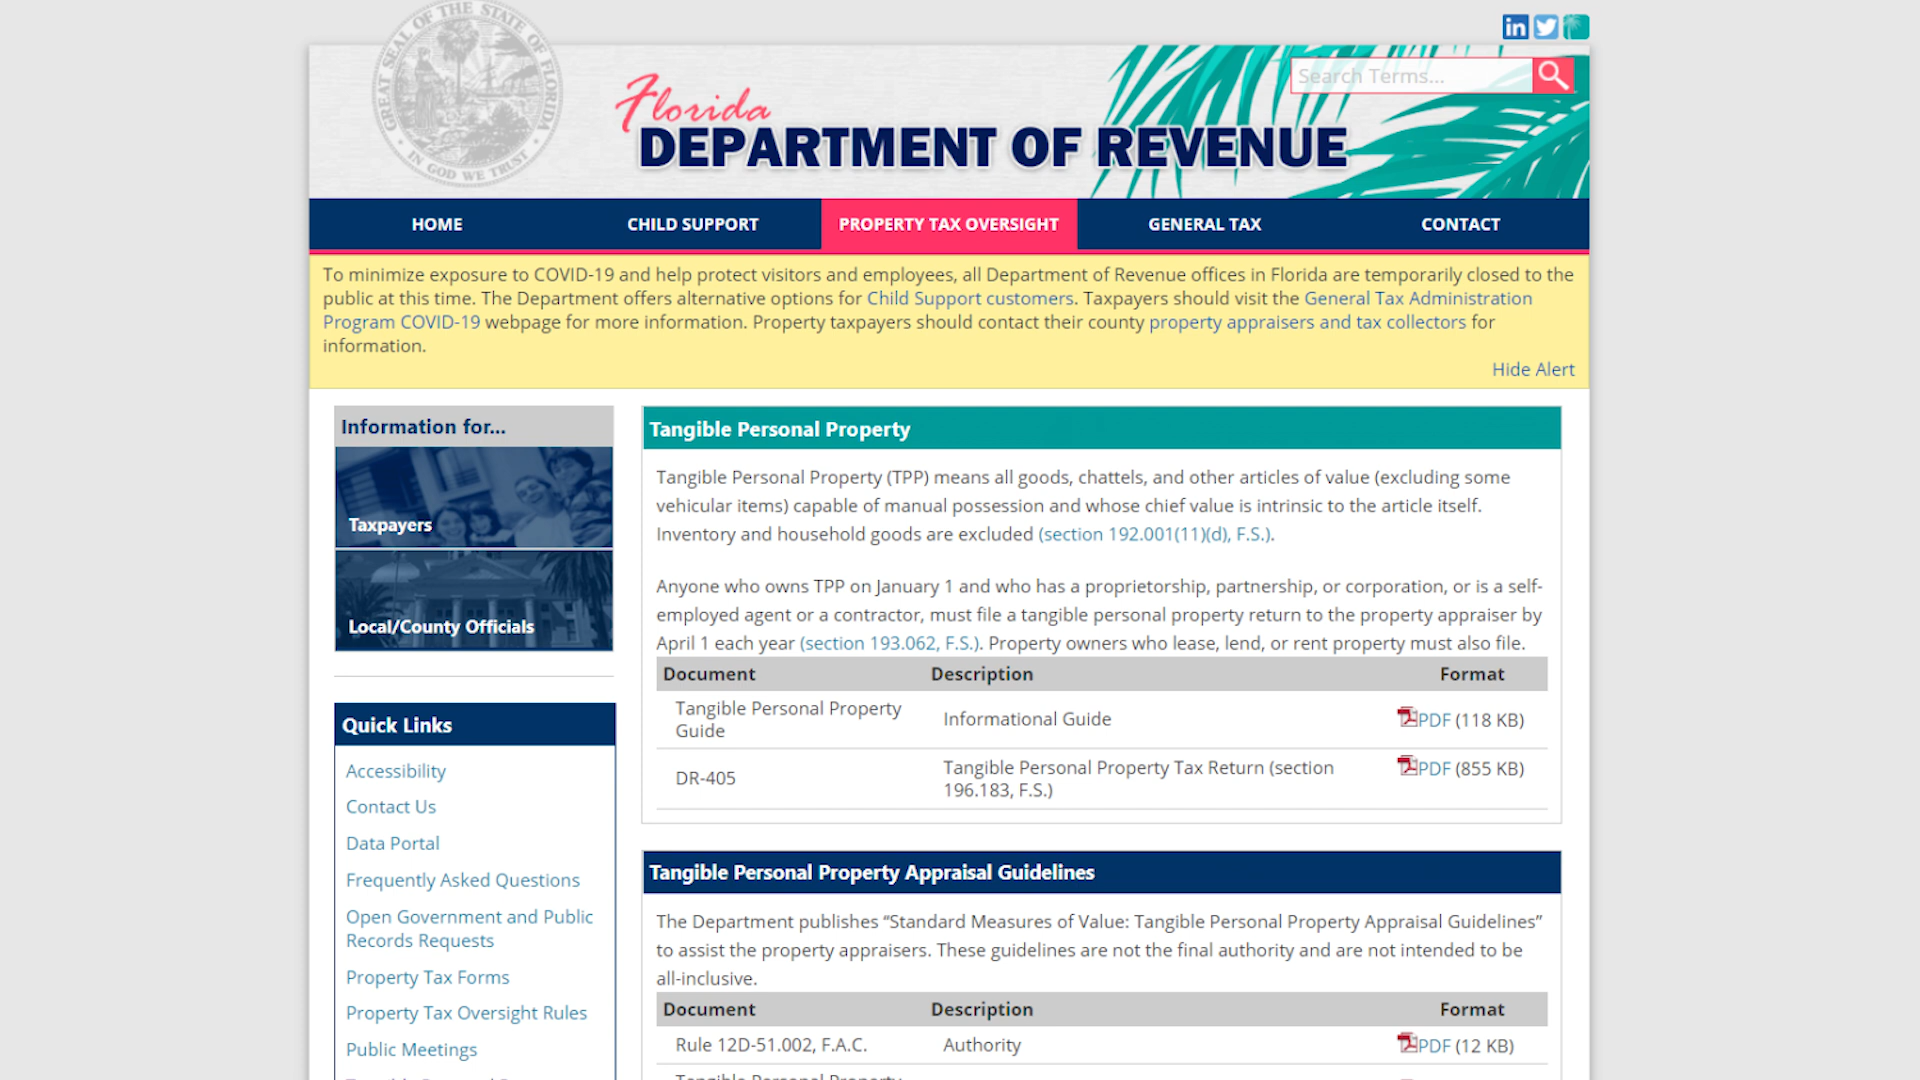 GREAT SEAL OF THE STATE OF FLORIDA
IN GOD WE TRUST
Search Terms...
Florida
DEPARTMENT OF REVENUE
HOME
CHILD SUPPORT
PROPERTY TAX OVERSIGHT
GENERAL TAX
CONTACT
To minimize exposure to COVID-19 and help protect visitors and employees, all Department of Revenue offices in Florida are temporarily closed to the
public at this time. The Department offers alternative options for Child Support customers. Taxpayers should visit the General Tax Administration
Program COVID-19 webpage for more information. Property taxpayers should contact their county property appraisers and tax collectors for
information.
Hide Alert
Information for...
Taxpayers
Local/County Officials
Quick Links
Accessibility
Contact Us
Data Portal
Frequently Asked Questions
Open Government and Public
Records Requests
Property Tax Forms
Property Tax Oversight Rules
Public Meetings
Tangible Personal Property
Tangible Personal Property (TPP) means all goods, chattels, and other articles of value (excluding some
vehicular items) capable of manual possession and whose chief value is intrinsic to the article itself.
Inventory and household goods are excluded (section 192.001(11)(d), F.S.).
Anyone who owns TPP on January 1 and who has a proprietorship, partnership, or corporation, or is a self-
employed agent or a contractor, must file a tangible personal property return to the property appraiser by
April 1 each year (section 193.062, F.S.). Property owners who lease, lend, or rent property must also file.
Document Description Format
Tangible Personal Property
Guide
Informational Guide
PDF (118 KB)
DR-405
Tangible Personal Property Tax Return (section
196.183, F.S.)
PDF (855 KB)
Tangible Personal Property Appraisal Guidelines
The Department publishes “Standard Measures of Value: Tangible Personal Property Appraisal Guidelines”
to assist the property appraisers. These guidelines are not the final authority and are not intended to be
all-inclusive.
Document Description Format
Rule 12D-51.002, F.A.C. Authority PDF (12 KB)
Tangible Personal Property